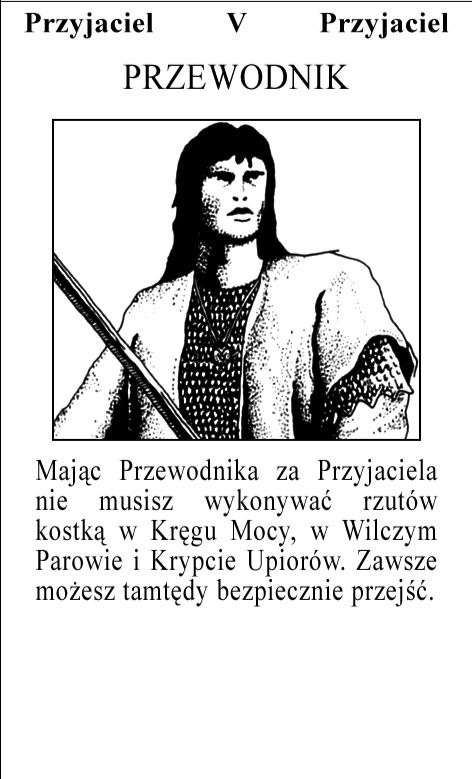 Przyjaciel V Przyjaciel
PRZEWODNIK
Mając Przewodnika za Przyjaciela
nie musisz wykonywać rzutów
kostką w Kręgu Mocy, w Wilczym
Parowie i Krypcie Upiorów. Zawsze
możesz tamtędy bezpiecznie przejść.